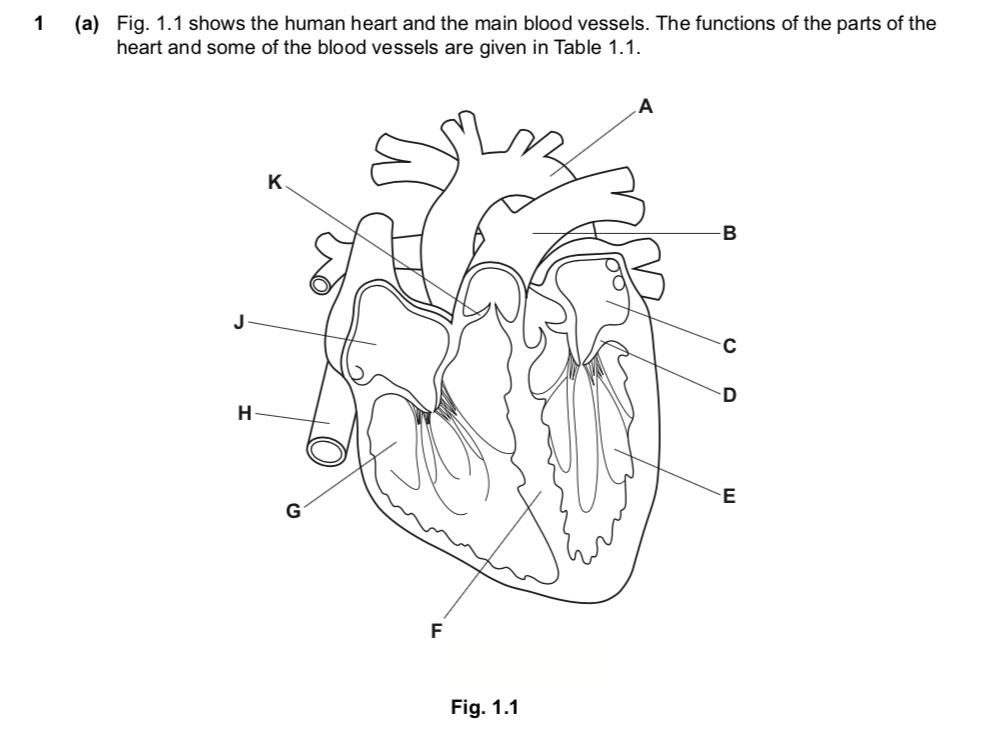 1 (a) Fig. 1.1 shows the human heart and the main blood vessels. The functions of the parts of the
heart and some of the blood vessels are given in Table 1.1.
A
K
B
J
C
D
H
E
G
F
Fig. 1.1